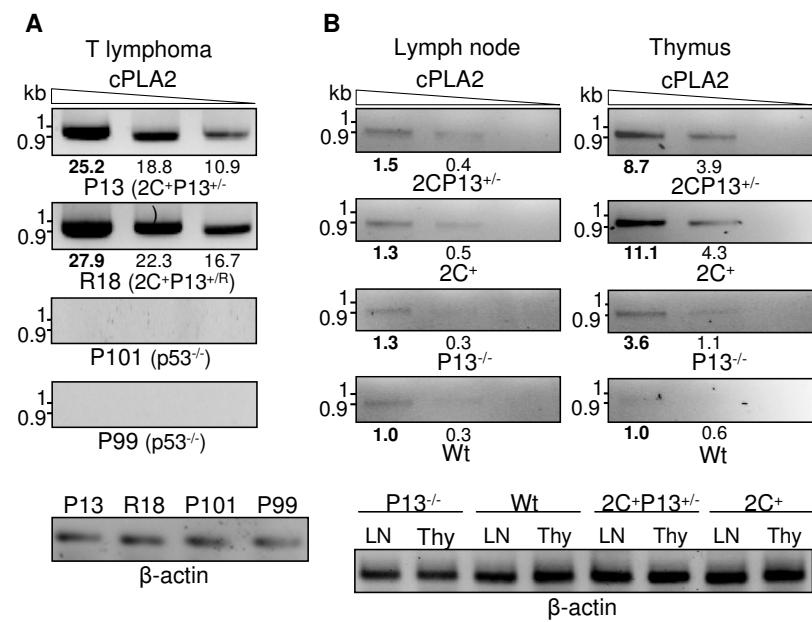 A
T lymphoma
cPLA2
kb
1
0.9
25.2 18.8 10.9
P13 (2C+P13+/-
1
0.9
27.9 22.3 16.7
R18 (2C+P13+/R)
1
0.9
P101 (p53-/-)
1
0.9
P99 (p53-/-)
P13 R18 P101 P99
β-actin
B
Lymph node
cPLA2
kb
1
0.9
1.5 0.4
2CP13+/-
1
0.9
1.3 0.5
2C+
1
0.9
1.3 0.3
P13-/-
1
0.9
1.0 0.3
Wt
Thymus
cPLA2
kb
1
0.9
8.7 3.9
2CP13+/-
1
0.9
11.1 4.3
2C+
1
0.9
3.6 1.1
P13-/-
1
0.9
1.0 0.6
Wt
P13-/- Wt 2C+P13+/- 2C+
LN Thy LN Thy LN Thy LN Thy
β-actin